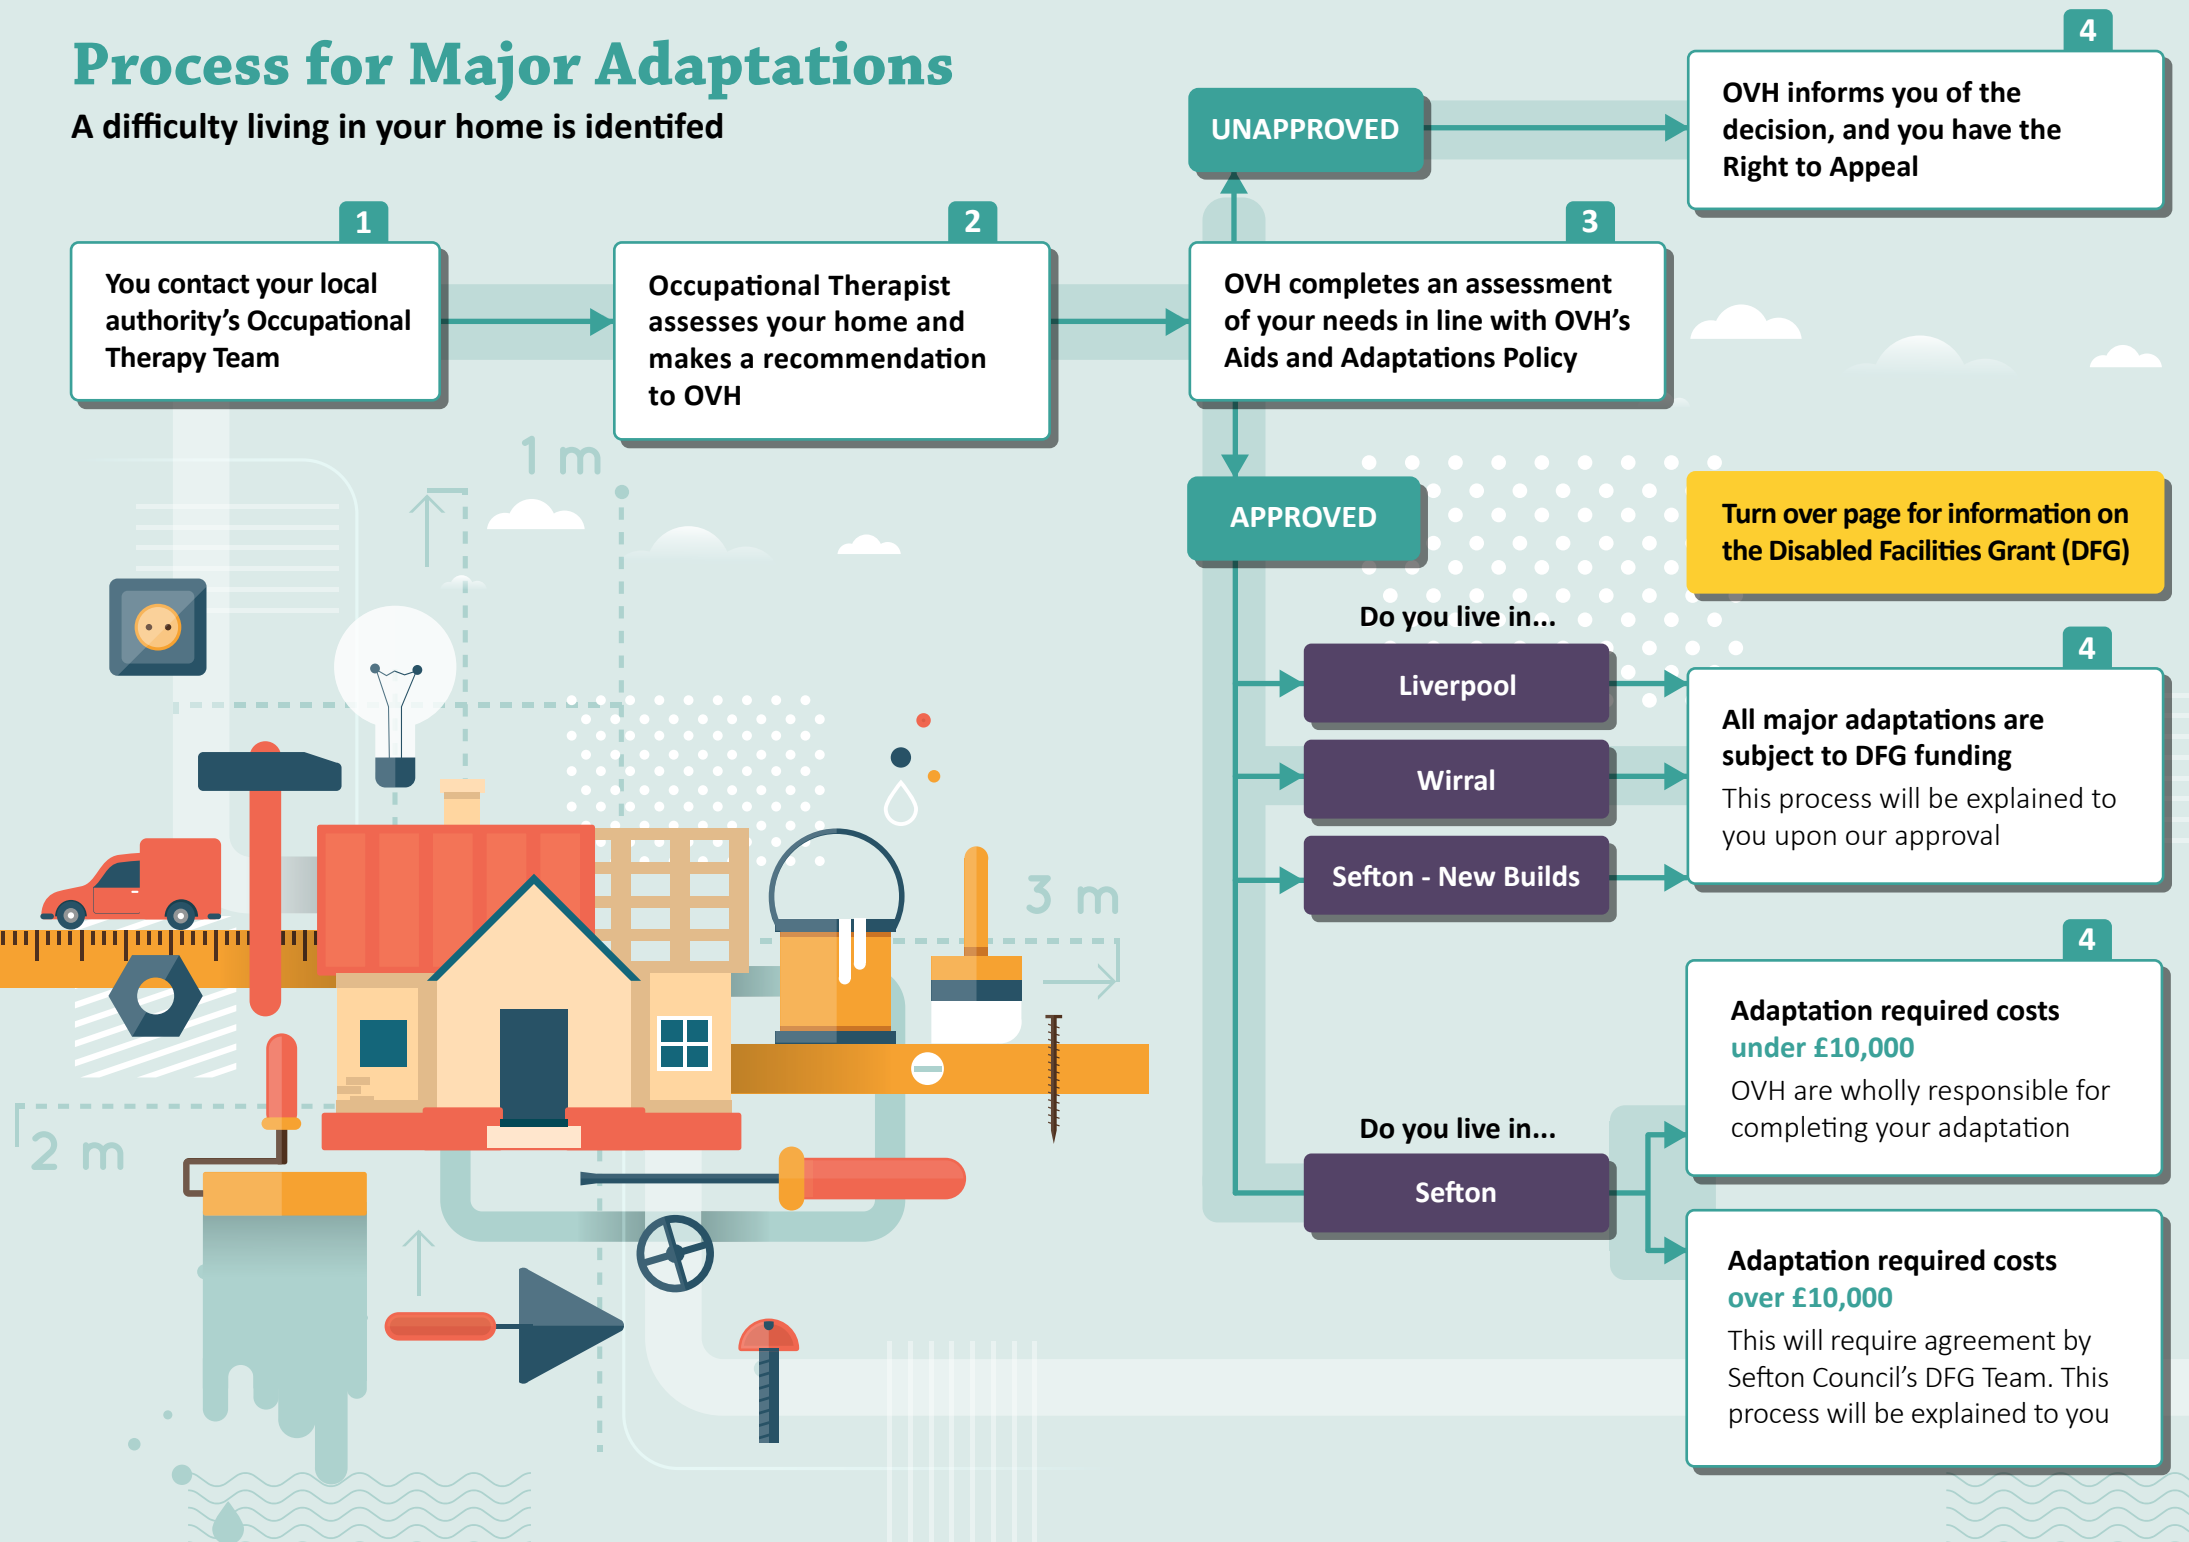 Process for Major Adaptations
A difficulty living in your home is identifed
1
You contact your local
authority's Occupational
Therapy Team
2
Occupational Therapist
assesses your home and
makes a recommendation
to OVH
3
OVH completes an assessment
of your needs in line with OVH's
Aids and Adaptations Policy
UNAPPROVED
4
OVH informs you of the
decision, and you have the
Right to Appeal
APPROVED
Turn over page for information on
the Disabled Facilities Grant (DFG)
Do you live in...
Liverpool
Wirral
Sefton - New Builds
4
All major adaptations are
subject to DFG funding
This process will be explained to
you upon our approval
Do you live in...
Sefton
4
Adaptation required costs
under £10,000
OVH are wholly responsible for
completing your adaptation
Adaptation required costs
over £10,000
This will require agreement by
Sefton Council's DFG Team. This
process will be explained to you
1 m
3 m
2 m